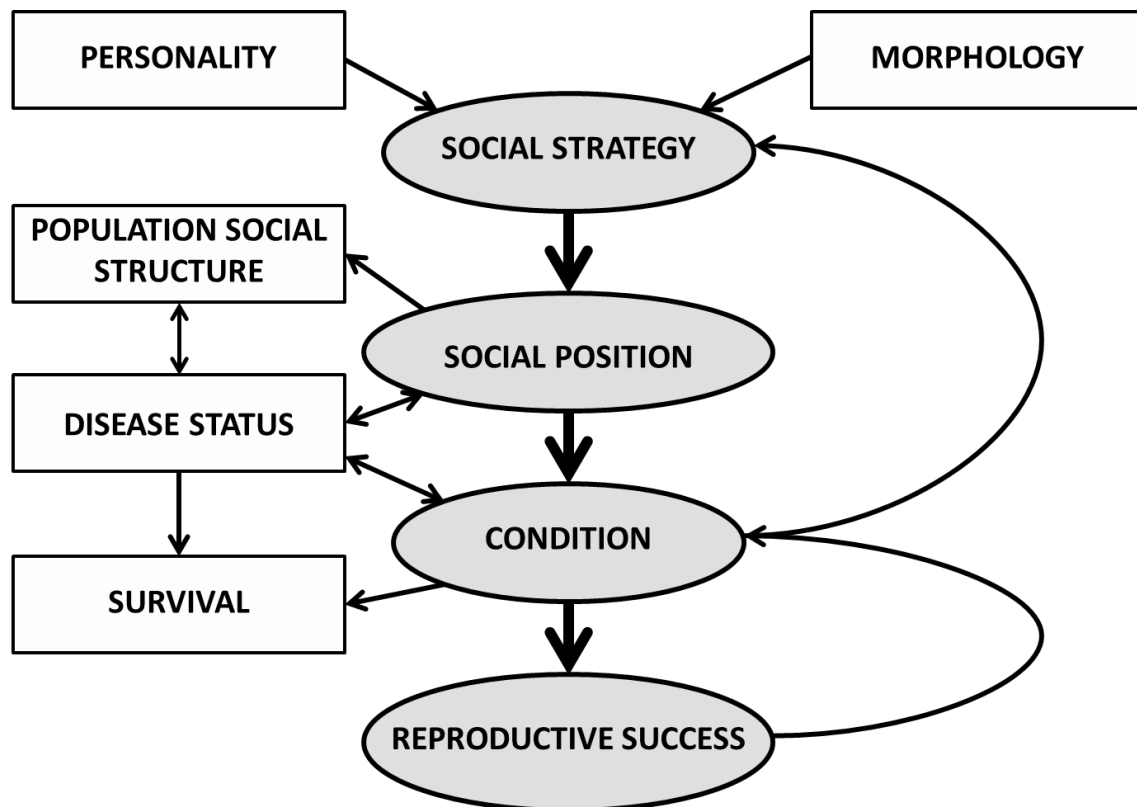 PERSONALITY
MORPHOLOGY
SOCIAL STRATEGY
POPULATION SOCIAL
STRUCTURE
SOCIAL POSITION
DISEASE STATUS
CONDITION
SURVIVAL
REPRODUCTIVE SUCCESS